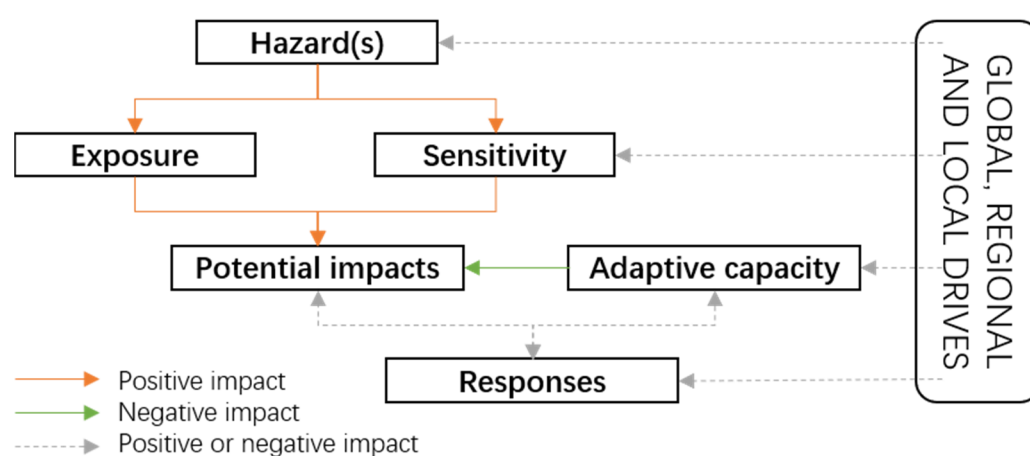 Hazard(s)
Exposure
Sensitivity
Potential impacts
Adaptive capacity
Responses
GLOBAL, REGIONAL
AND LOCAL DRIVES
Positive impact
Negative impact
Positive or negative impact